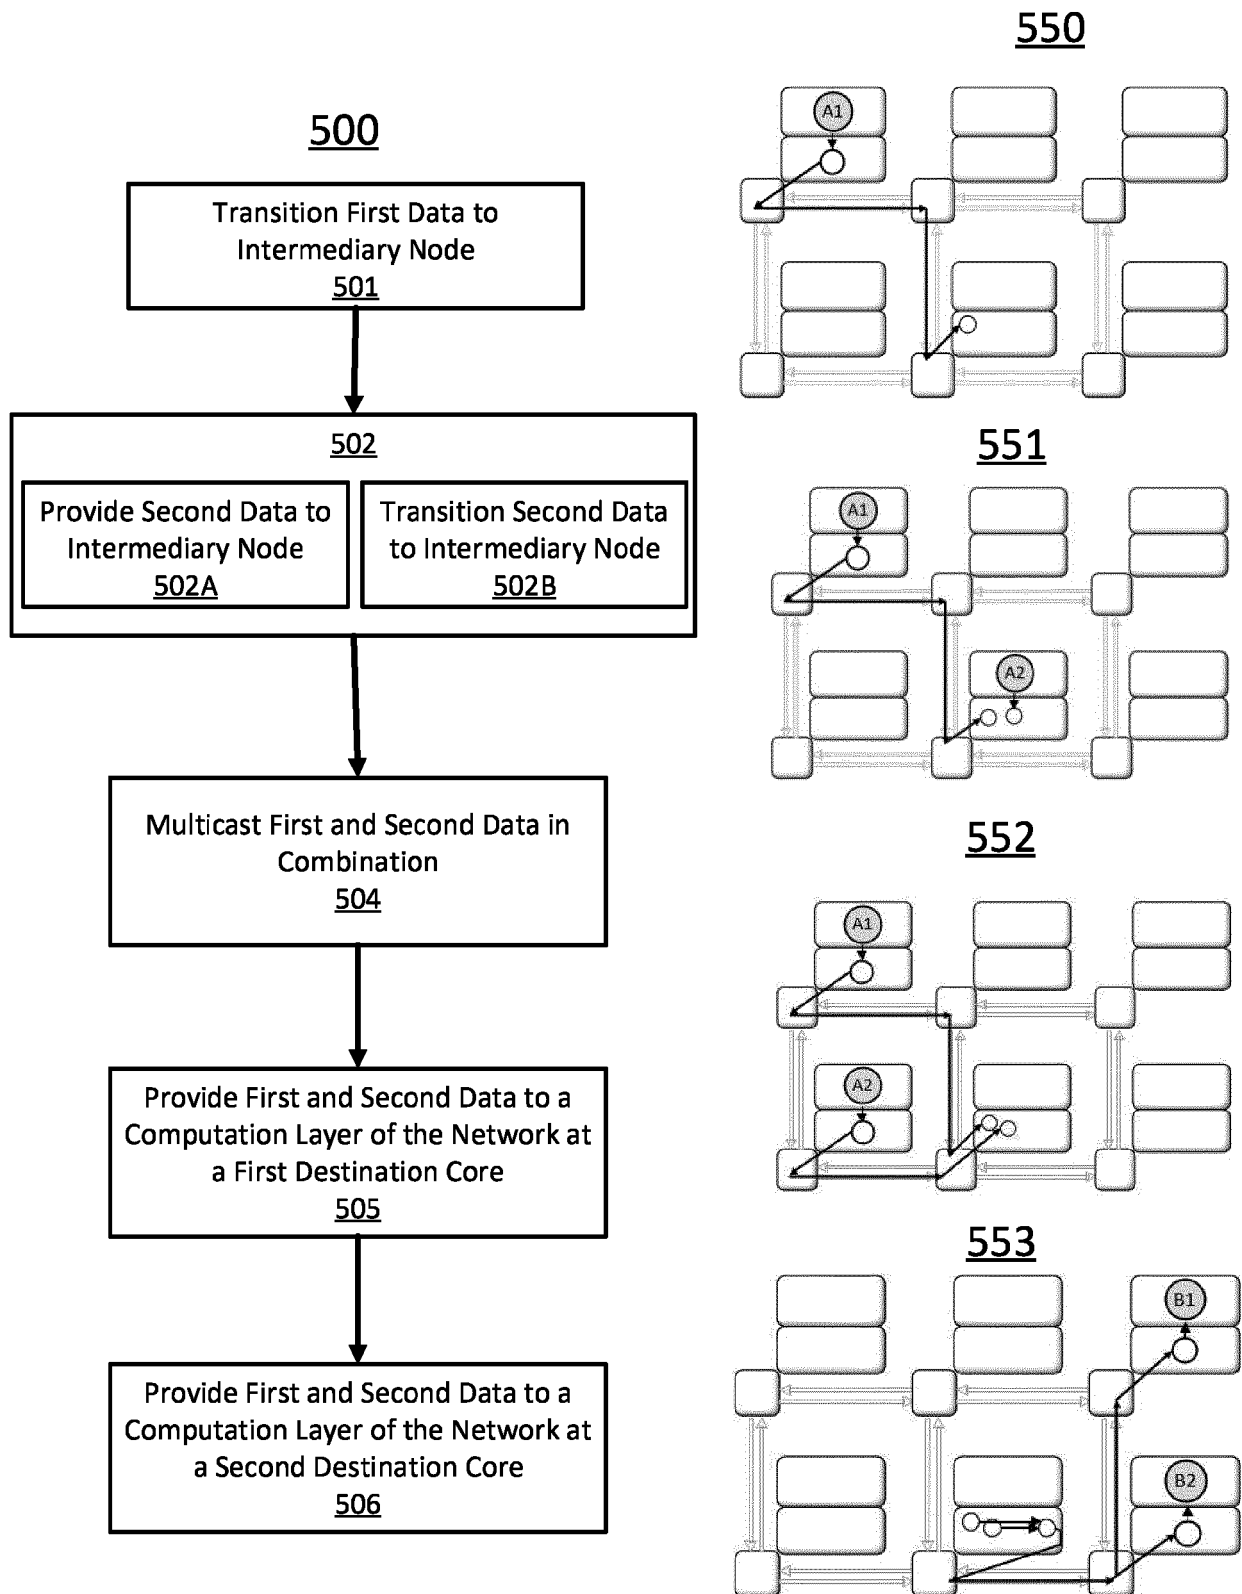 500
Transition First Data to
Intermediary Node
501
502
Provide Second Data to
Intermediary Node
502A
Transition Second Data
to Intermediary Node
502B
Multicast First and Second Data in
Combination
504
Provide First and Second Data to a
Computation Layer of the Network at
a First Destination Core
505
Provide First and Second Data to a
Computation Layer of the Network at
a Second Destination Core
506
550
A1
551
A1
A2
552
A1
A2
553
B1
B2